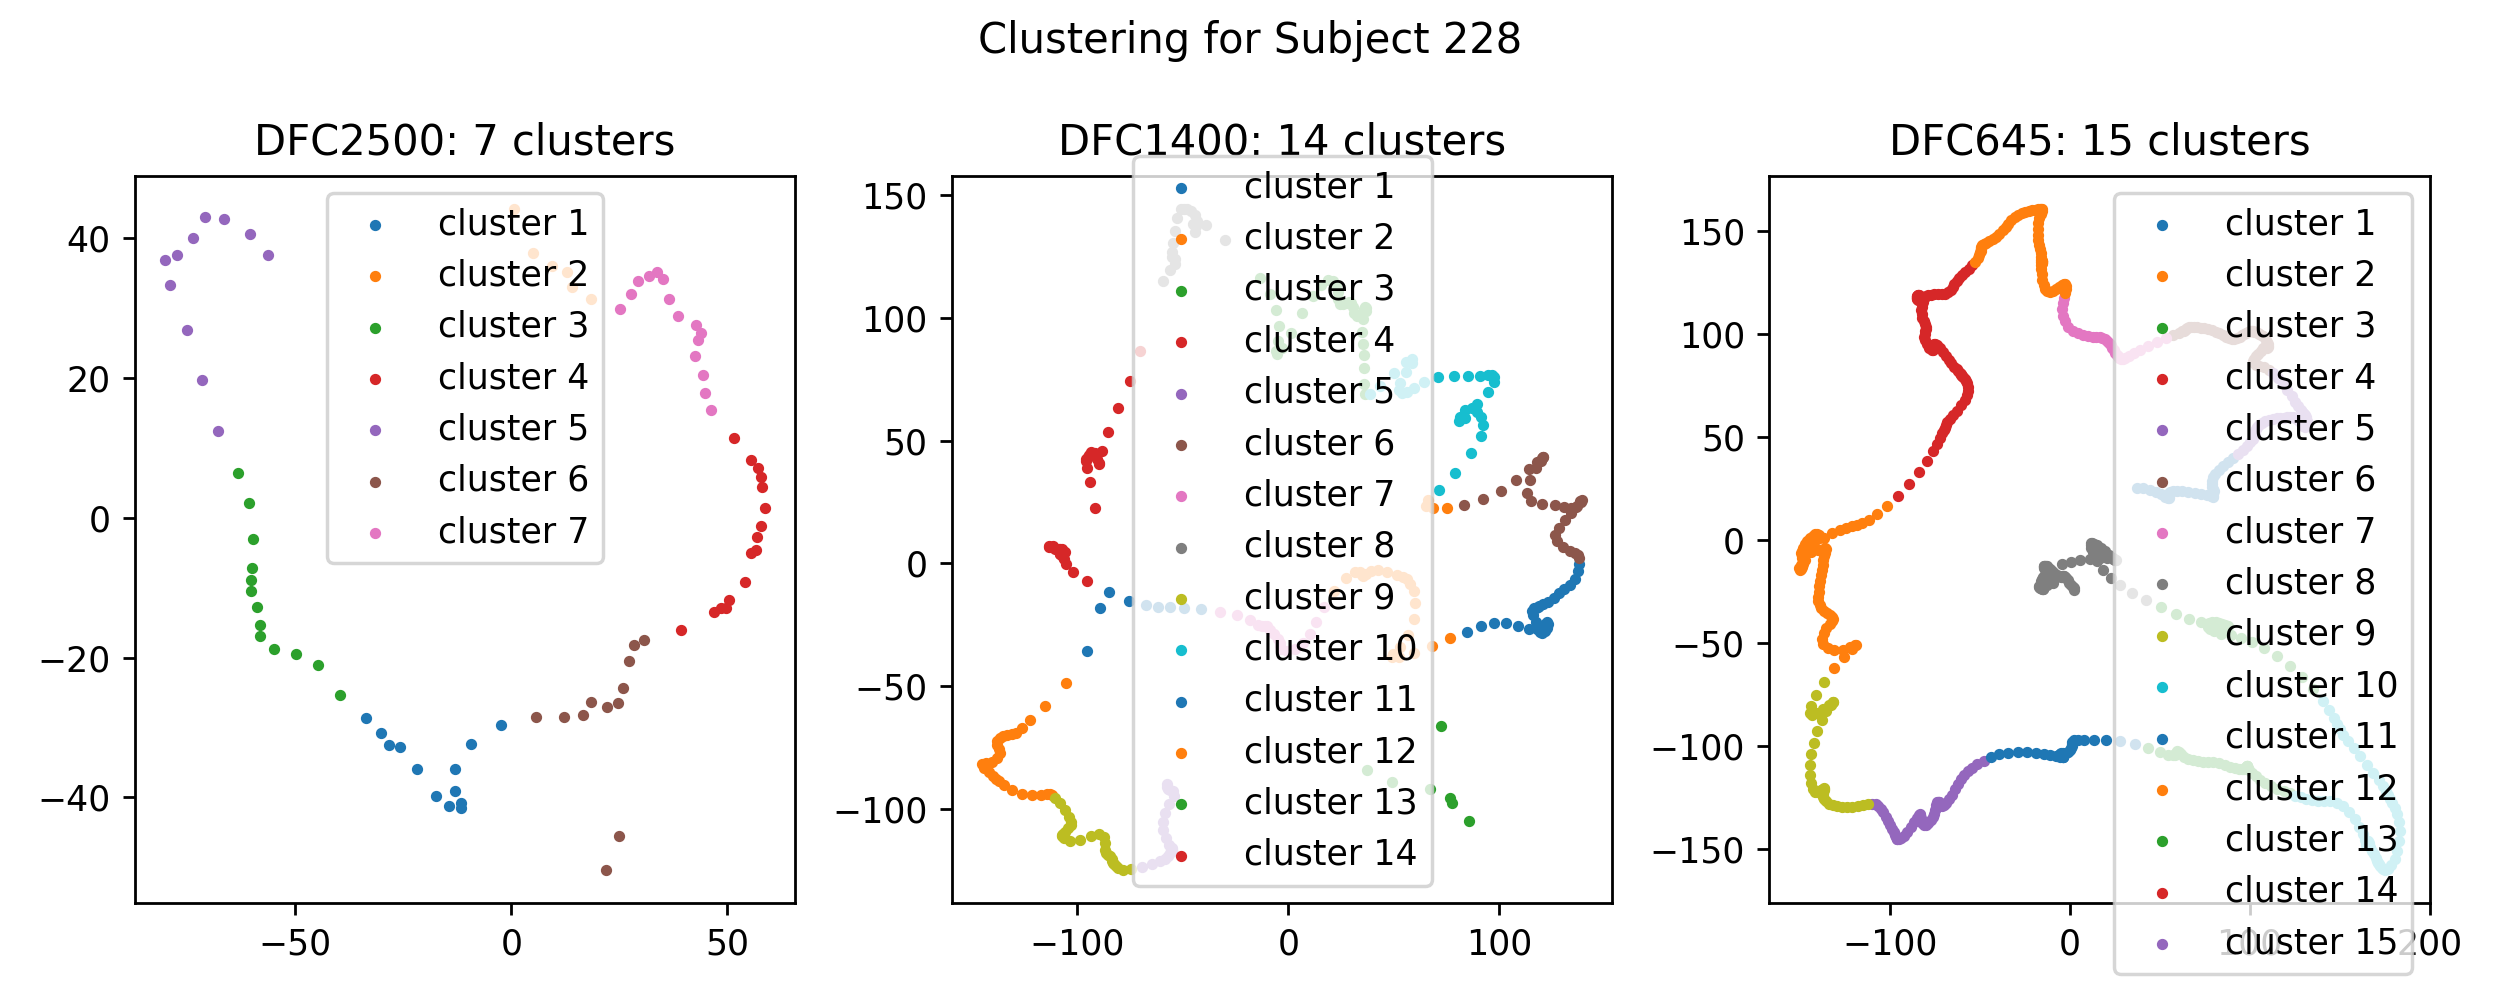 Clustering for Subject 228
DFC2500: 7 clusters
40
20
0
−20
−40
−50
0
50
cluster 1
cluster 2
cluster 3
cluster 4
cluster 5
cluster 6
cluster 7
DFC1400: 14 clusters
150
100
50
0
−50
−100
−100
0
100
cluster 1
cluster 2
cluster 3
cluster 4
cluster 5
cluster 6
cluster 7
cluster 8
cluster 9
cluster 10
cluster 11
cluster 12
cluster 13
cluster 14
DFC645: 15 clusters
150
100
50
0
−50
−100
−150
−100
0
100
200
cluster 1
cluster 2
cluster 3
cluster 4
cluster 5
cluster 6
cluster 7
cluster 8
cluster 9
cluster 10
cluster 11
cluster 12
cluster 13
cluster 14
cluster 15